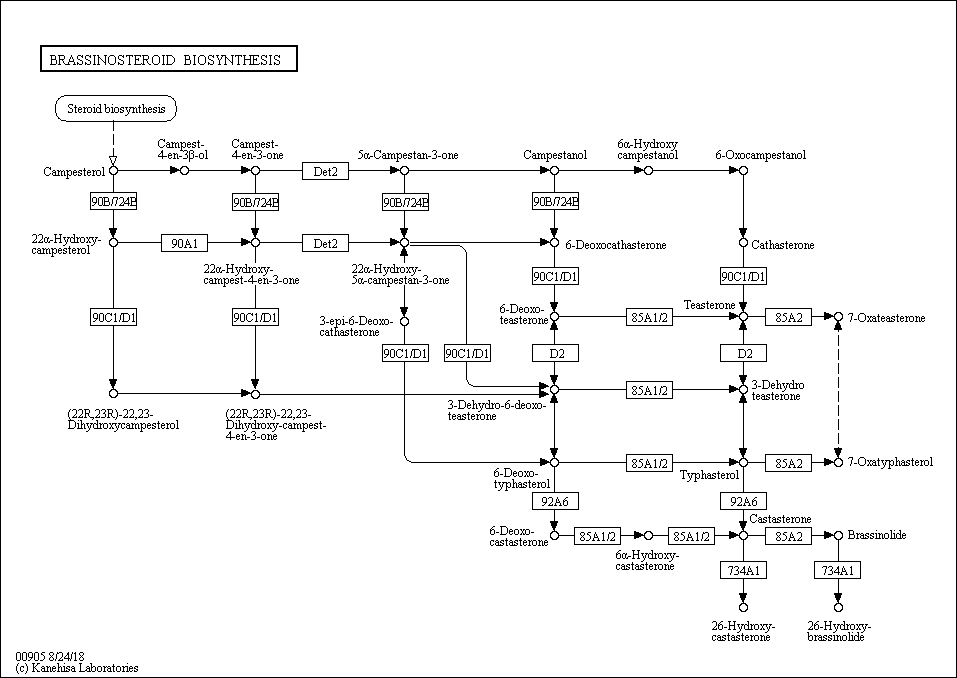 BRASSINOSTEROID BIOSYNTHESIS
Steroid biosynthesis
Campest-
4-en-3β-ol
Campest-
4-en-3-one
5α-Campestan-3-one
Campestanol
6α-Hydroxy
campestanol
6-Oxocampestanol
Campesterol
Det2
90B/724B
90B/724B
90B/724B
90B/724B
22α-Hydroxy-
campesterol
90A1
Det2
6-Deoxocathasterone
Cathasterone
22α-Hydroxy-
campest-4-en-3-one
22α-Hydroxy-
5α-campestan-3-one
90C1/D1
90C1/D1
6-Deoxo-
teasterone
Teasterone
90C1/D1
90C1/D1
3-epi-6-Deoxo-
cathasterone
85A1/2
85A2
7-Oxateasterone
90C1/D1
90C1/D1
D2
D2
85A1/2
3-Dehydro
teasterone
(22R,23R)-22,23-
Dihydroxycampesterol
(22R,23R)-22,23-
Dihydroxy-campest-
4-en-3-one
3-Dehydro-6-deoxo-
teasterone
6-Deoxo-
typhasterol
85A1/2
Typhasterol
85A2
7-Oxatyphasterol
92A6
92A6
6-Deoxo-
castasterone
85A1/2
6α-Hydroxy-
castasterone
85A1/2
Castasterone
85A2
Brassinolide
734A1
734A1
26-Hydroxy-
castasterone
26-Hydroxy-
brassinolide
00905 8/24/18
(c) Kanehisa Laboratories